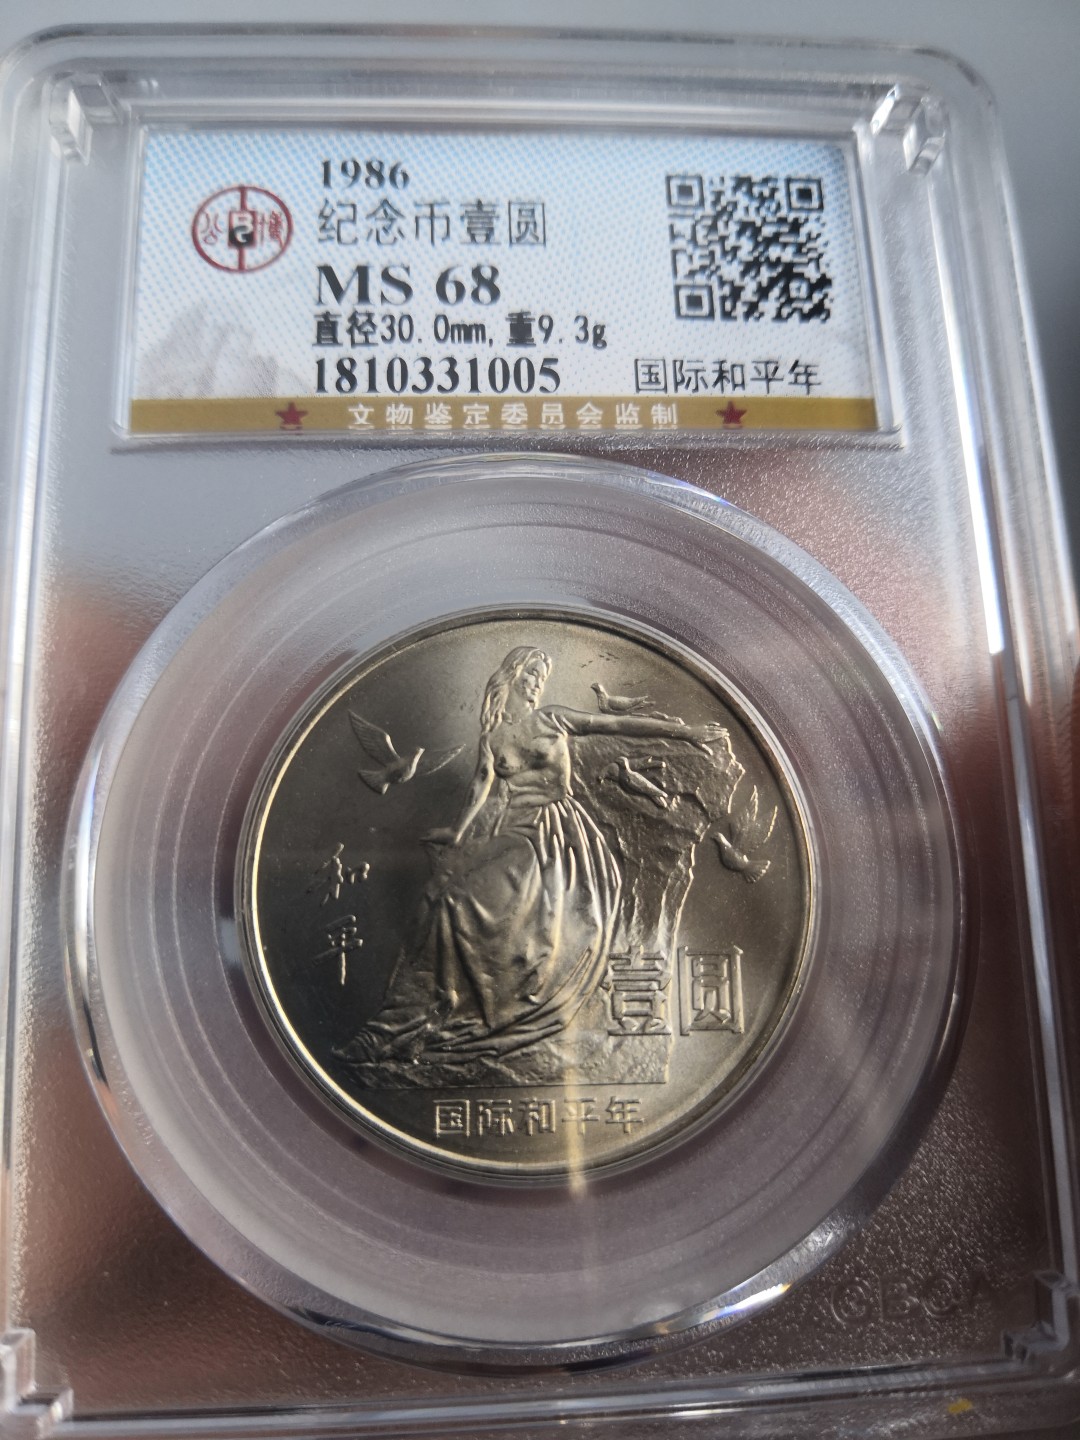 1986
公博
纪念币壹圆
MS 68
直径30.0mm,重9.3g
1810331005
国际和平年
★ 文物鉴定委员会监制 ★
和平
壹圆
国际和平年